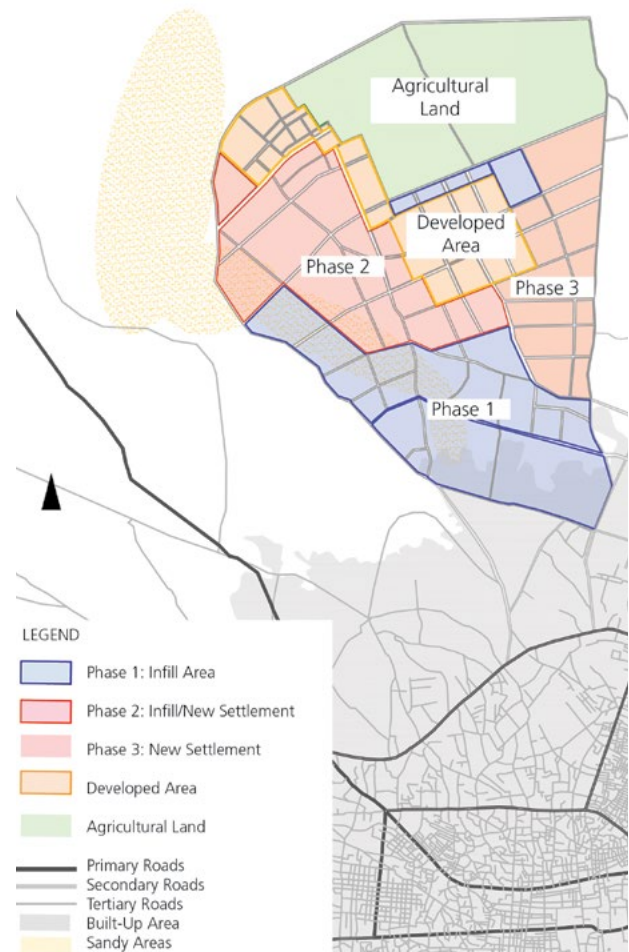 Agricultural
Land
Developed
Area
Phase 2
Phase 3
Phase 1
LEGEND
Phase 1: Infill Area
Phase 2: Infill/New Settlement
Phase 3: New Settlement
Developed Area
Agricultural Land
Primary Roads
Secondary Roads
Tertiary Roads
Built-Up Area
Sandy Areas